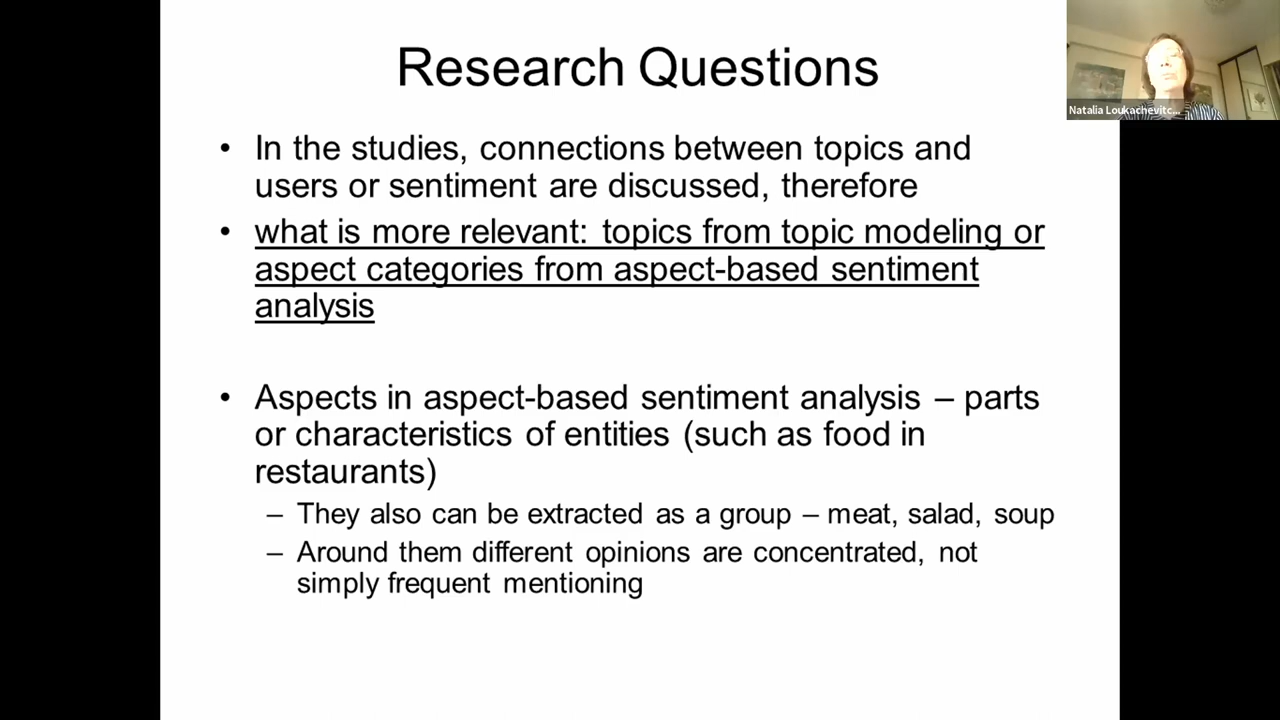 Research Questions
Natalia Loukachevitc...
• In the studies, connections between topics and
users or sentiment are discussed, therefore
• what is more relevant: topics from topic modeling or
aspect categories from aspect-based sentiment
analysis
• Aspects in aspect-based sentiment analysis – parts
or characteristics of entities (such as food in
restaurants)
– They also can be extracted as a group – meat, salad, soup
– Around them different opinions are concentrated, not
simply frequent mentioning